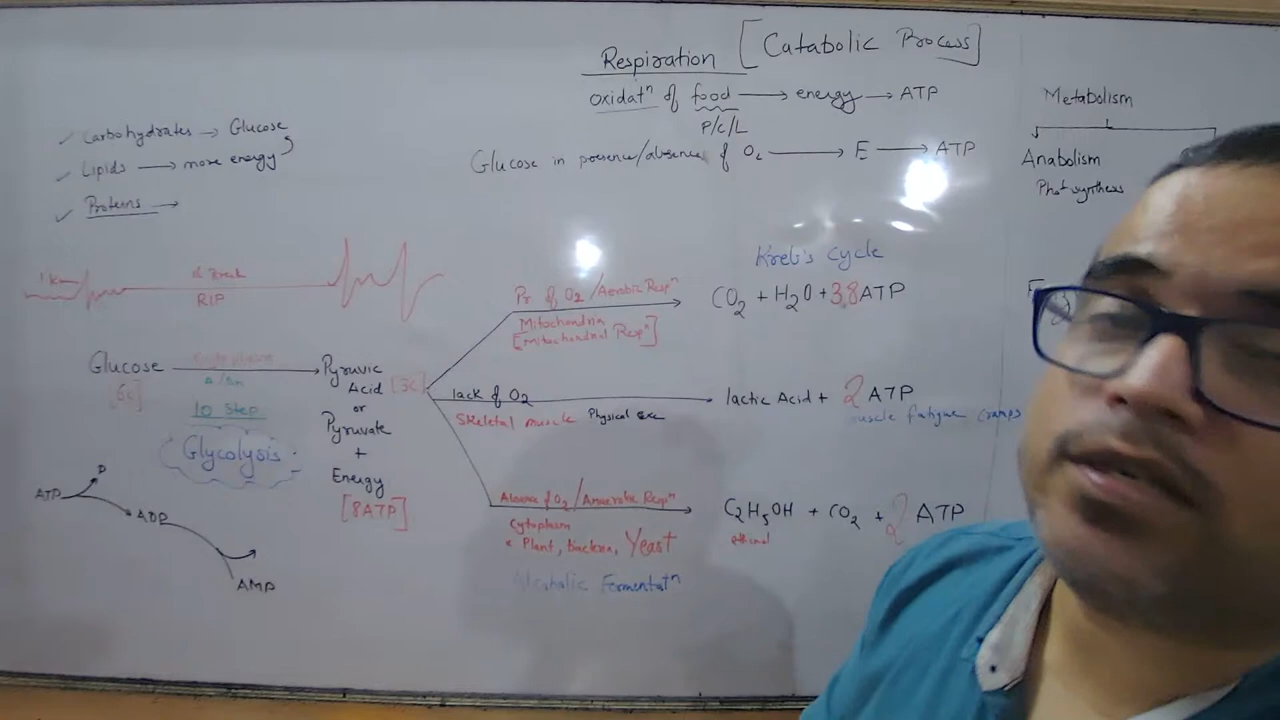 Respiration [Catabolic Process]
oxidatⁿ of food → energy → ATP
P/C/L
Glucose in presence/absence of O₂ → E → ATP
Metabolism
Anabolism
Photosynthesis
✓ Carbohydrates → Glucose
✓ Lipids → more energy
✓ Proteins →
RIP
Glucose
[6C]
10 Step
Glycolysis
Pyruvic
Acid [3C]
or
Pyruvate
+
Energy
[8ATP]
ATP
P
ADP
AMP
Kreb's Cycle
Pr. of O₂ / Aerobic Respⁿ
Mitochondria
[Mitochondrial Respⁿ]
CO₂ + H₂O + 38ATP
lack of O₂
Skeletal muscle Physical exc
lactic Acid + 2 ATP
muscle fatigue cramps
Absence of O₂ / Anaerobic Respⁿ
Cytoplasm
* Plant, bacteria, Yeast
Alcoholic Fermentatⁿ
C₂H₅OH + CO₂ + 2 ATP
ethanol